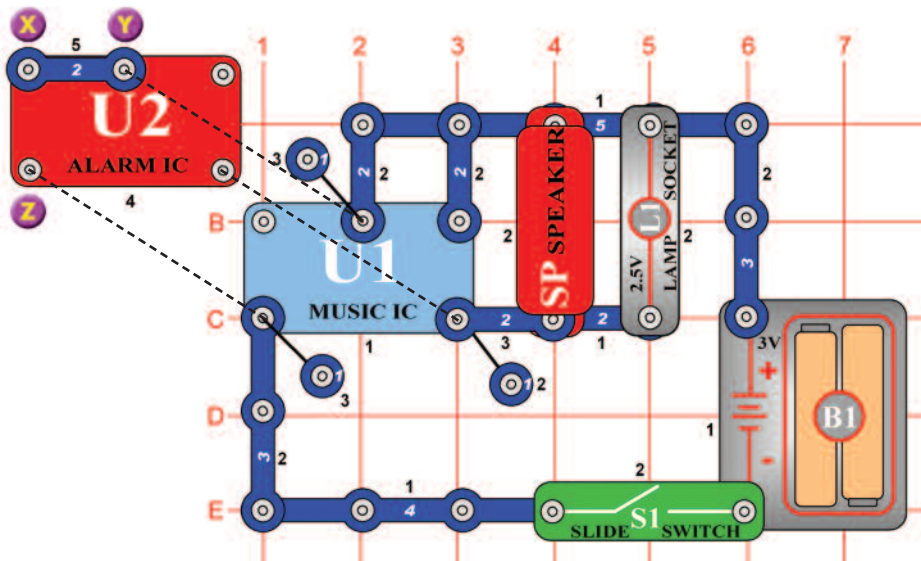 X Y
5
2
1 2 3 4 5 6 7
U2
ALARM IC
4
Z
1
5
3 1
2 2
2 2
2
3
B
U1
MUSIC IC
1
C
2
SP SPEAKER
2
3
2
1
L1
2.5V LAMP SOCKET
2
3V
+
-
B1
1
1 3
1 2
D
3 2
E
1
4
2
S1
SLIDE SWITCH